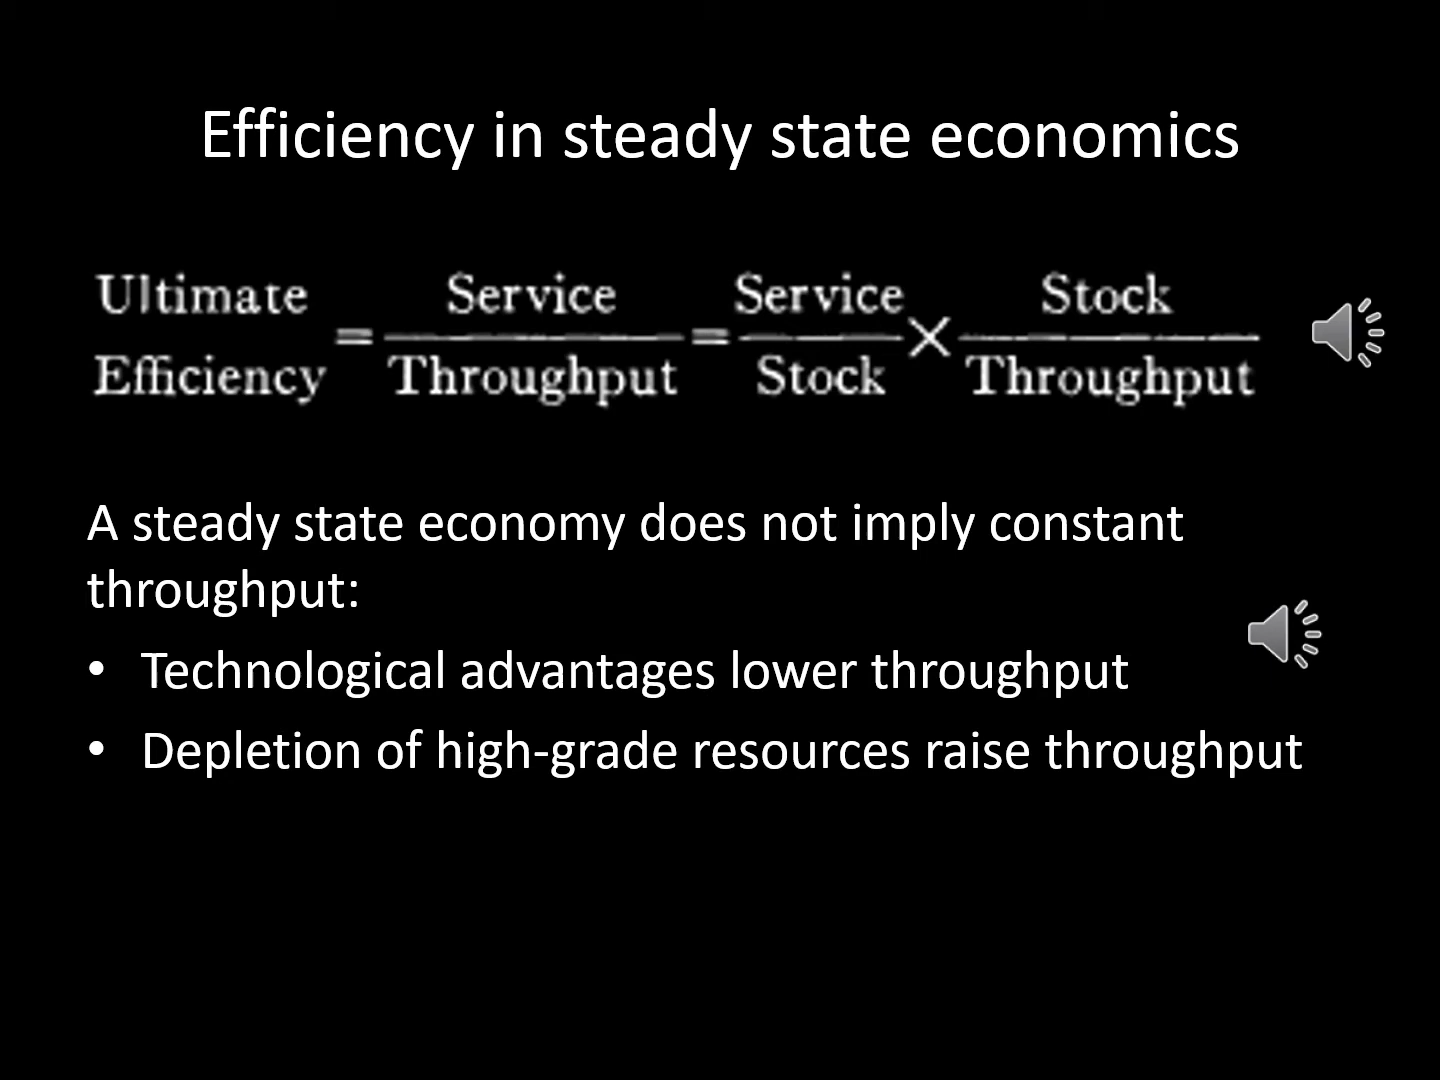 Efficiency in steady state economics
Ultimate Efficiency = Service / Throughput = Service / Stock × Stock / Throughput
A steady state economy does not imply constant
throughput:
• Technological advantages lower throughput
• Depletion of high-grade resources raise throughput